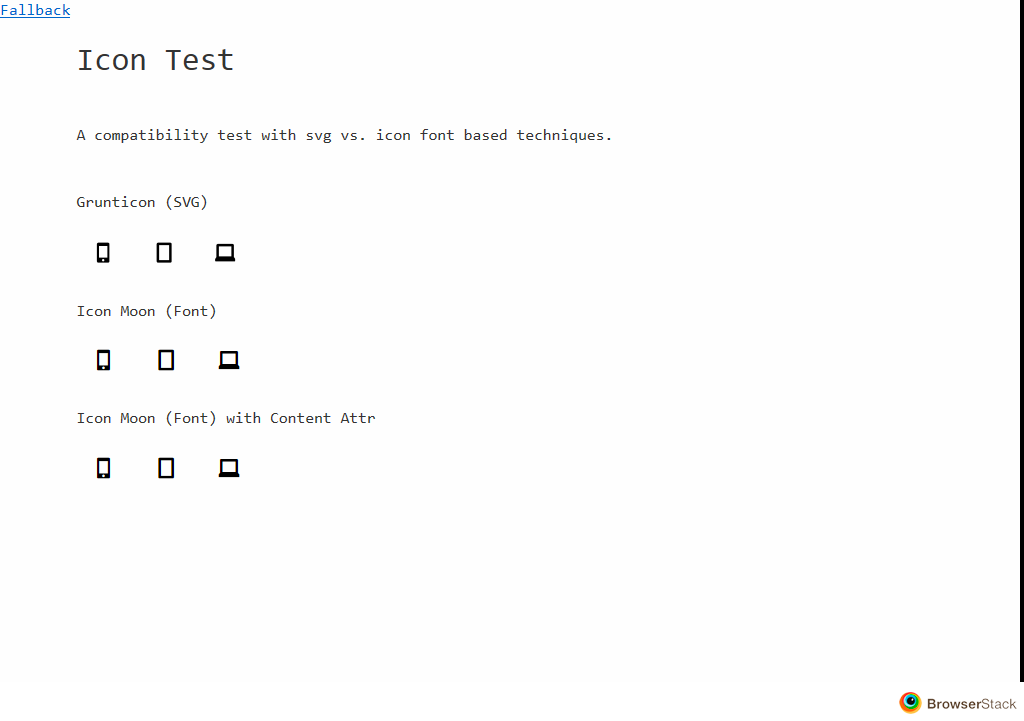 Fallback
Icon Test
A compatibility test with svg vs. icon font based techniques.
Grunticon (SVG)
Icon Moon (Font)
Icon Moon (Font) with Content Attr
BrowserStack